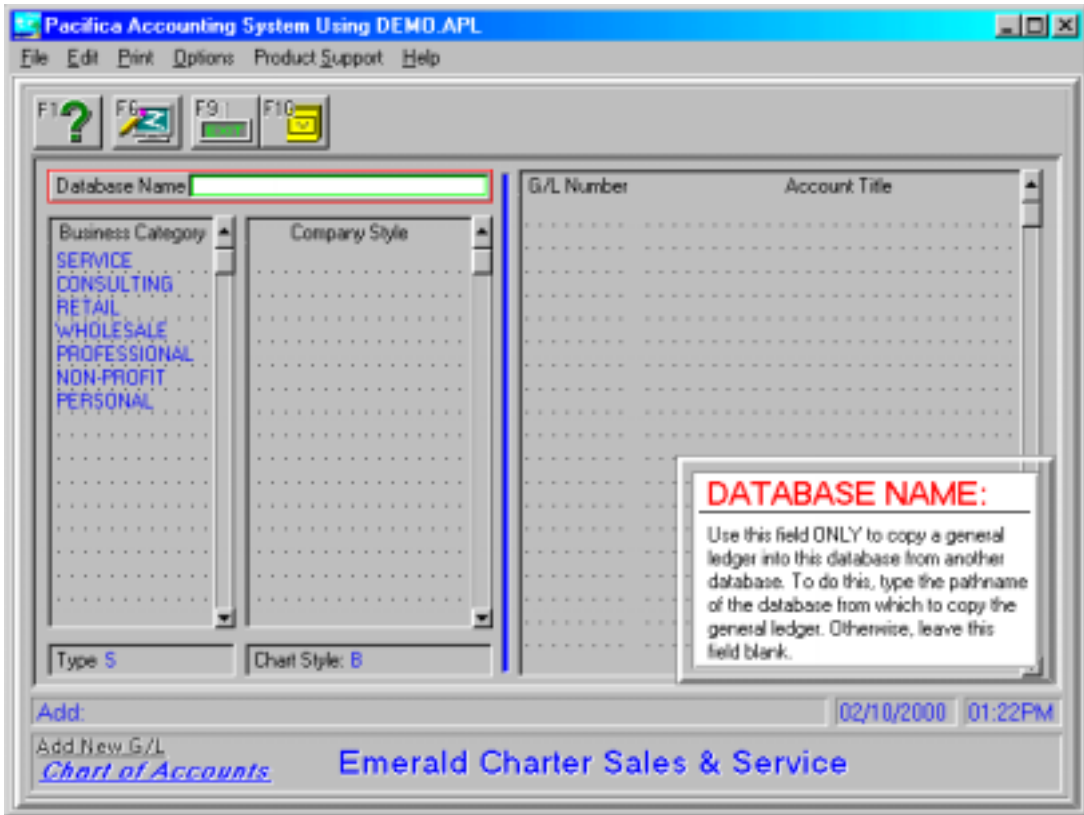 Pacifica Accounting System Using DEMO.APL
File Edit Print Options Product Support Help
F1 F6 F9 EXIT F10
Database Name
G/L Number Account Title
Business Category Company Style
SERVICE
CONSULTING
RETAIL
WHOLESALE
PROFESSIONAL
NON-PROFIT
PERSONAL
DATABASE NAME:
Use this field ONLY to copy a general
ledger into this database from another
database. To do this, type the pathname
of the database from which to copy the
general ledger. Otherwise, leave this
field blank.
Type S Chart Style: B
Add: 02/10/2000 01:22PM
Add New G/L
Chart of Accounts Emerald Charter Sales & Service